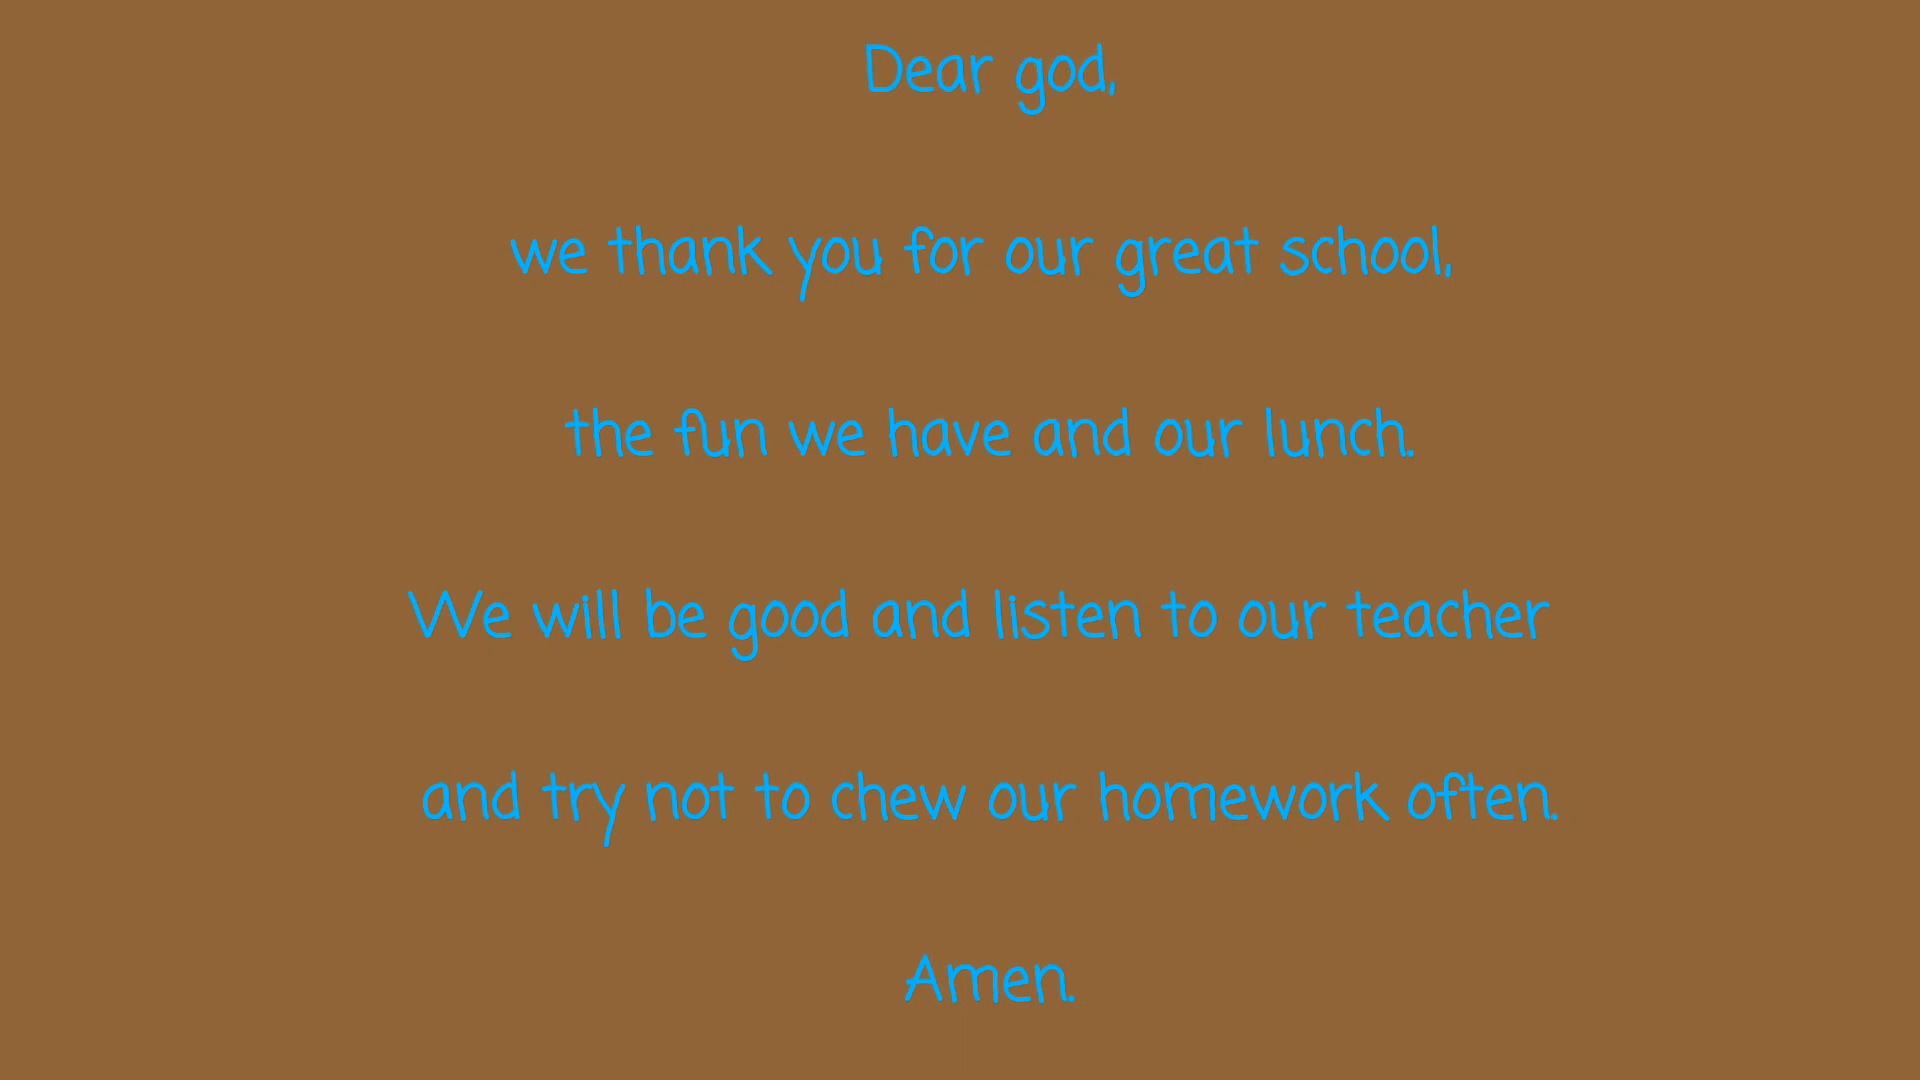 Dear god,
we thank you for our great school,
the fun we have and our lunch.
We will be good and listen to our teacher
and try not to chew our homework often.
Amen.